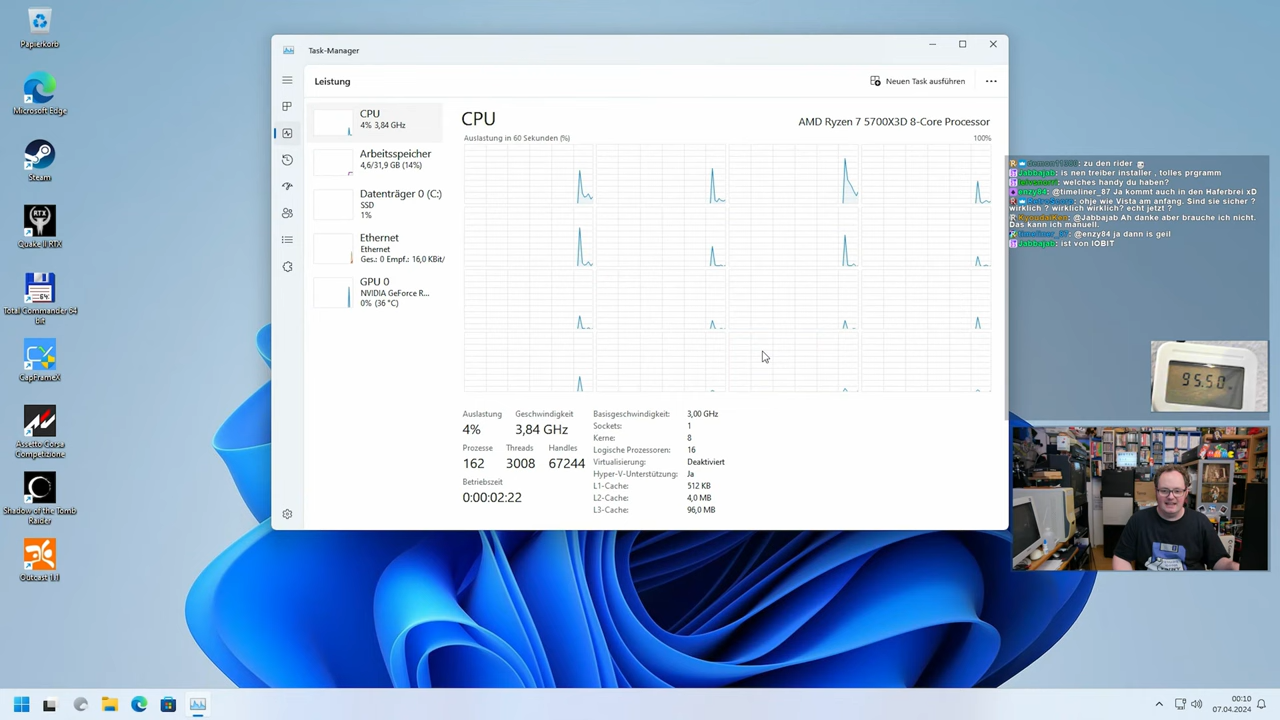 Papierkorb
Microsoft Edge
Steam
RTX
Quake II RTX
64
Total Commander 64
bit
CapFrameX
Assetto Corsa
Competizione
Shadow of the Tomb
Raider
Outcast 1.1
Task-Manager
Leistung
Neuen Task ausführen
CPU
4% 3,84 GHz
Arbeitsspeicher
4,6/31,9 GB (14%)
Datenträger 0 (C:)
SSD
1%
Ethernet
Ethernet
Ges.: 0 Empf.: 16,0 KBit/
GPU 0
NVIDIA GeForce R...
0% (36 °C)
CPU
AMD Ryzen 7 5700X3D 8-Core Processor
Auslastung in 60 Sekunden (%)
100%
Auslastung
Geschwindigkeit
4%
3,84 GHz
Prozesse
Threads
Handles
162
3008
67244
Betriebszeit
0:00:02:22
Basisgeschwindigkeit: 3,00 GHz
Sockets: 1
Kerne: 8
Logische Prozessoren: 16
Virtualisierung: Deaktiviert
Hyper-V-Unterstützung: Ja
L1-Cache: 512 KB
L2-Cache: 4,0 MB
L3-Cache: 96,0 MB
: zu den rider
Jabbajab: is nen treiber installer , tolles prgramm
: welches handy du haben?
enzy84: @timeliner_87 Ja kommt auch in den Haferbrei xD
: ohje wie Vista am anfang. Sind sie sicher ?
wirklich ? wirklich wirklich? echt jetzt ?
KyoudaiKen: @Jabbajab Ah danke aber brauche ich nicht.
Das kann ich manuell.
timeliner_87: @enzy84 ja dann is geil
Jabbajab: ist von IOBIT
95.50
00:10
07.04.2024